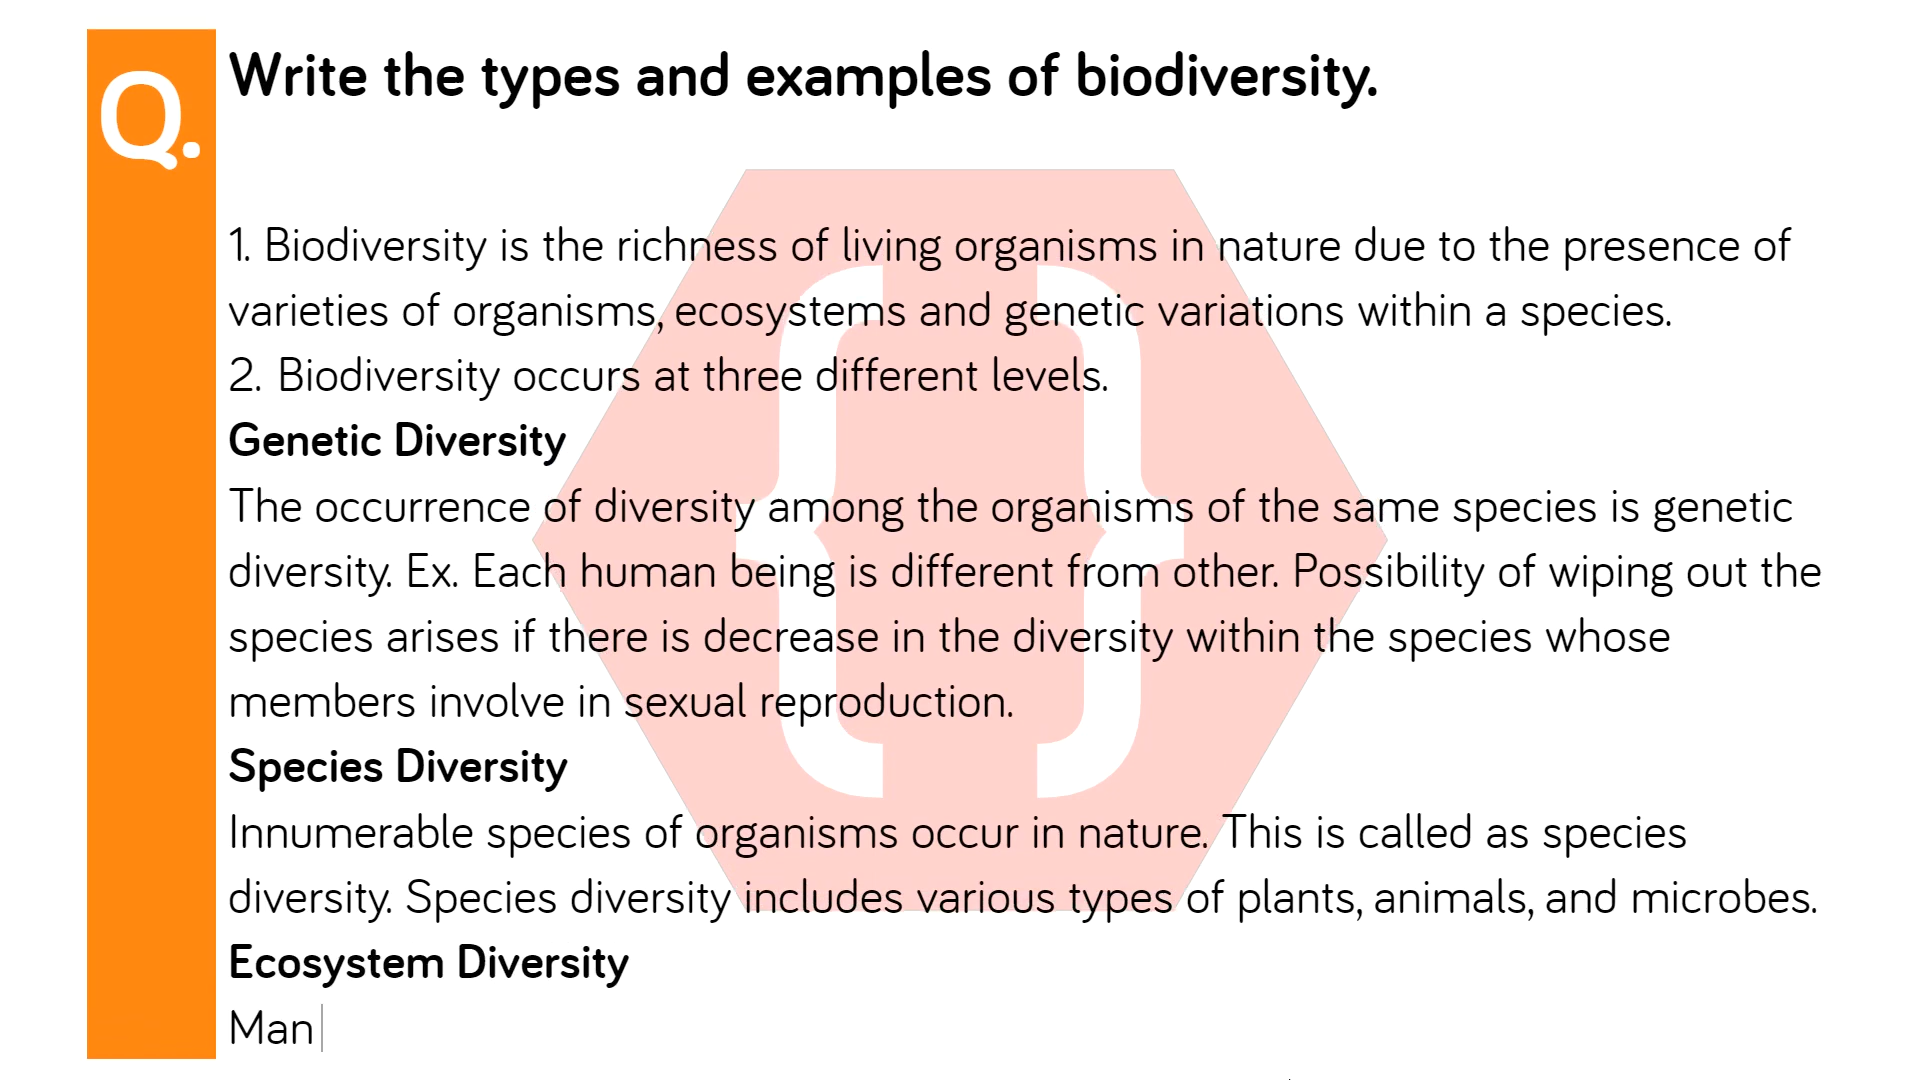 Q.
Write the types and examples of biodiversity.
1. Biodiversity is the richness of living organisms in nature due to the presence of
varieties of organisms, ecosystems and genetic variations within a species.
2. Biodiversity occurs at three different levels.
Genetic Diversity
The occurrence of diversity among the organisms of the same species is genetic
diversity. Ex. Each human being is different from other. Possibility of wiping out the
species arises if there is decrease in the diversity within the species whose
members involve in sexual reproduction.
Species Diversity
Innumerable species of organisms occur in nature. This is called as species
diversity. Species diversity includes various types of plants, animals, and microbes.
Ecosystem Diversity
Man